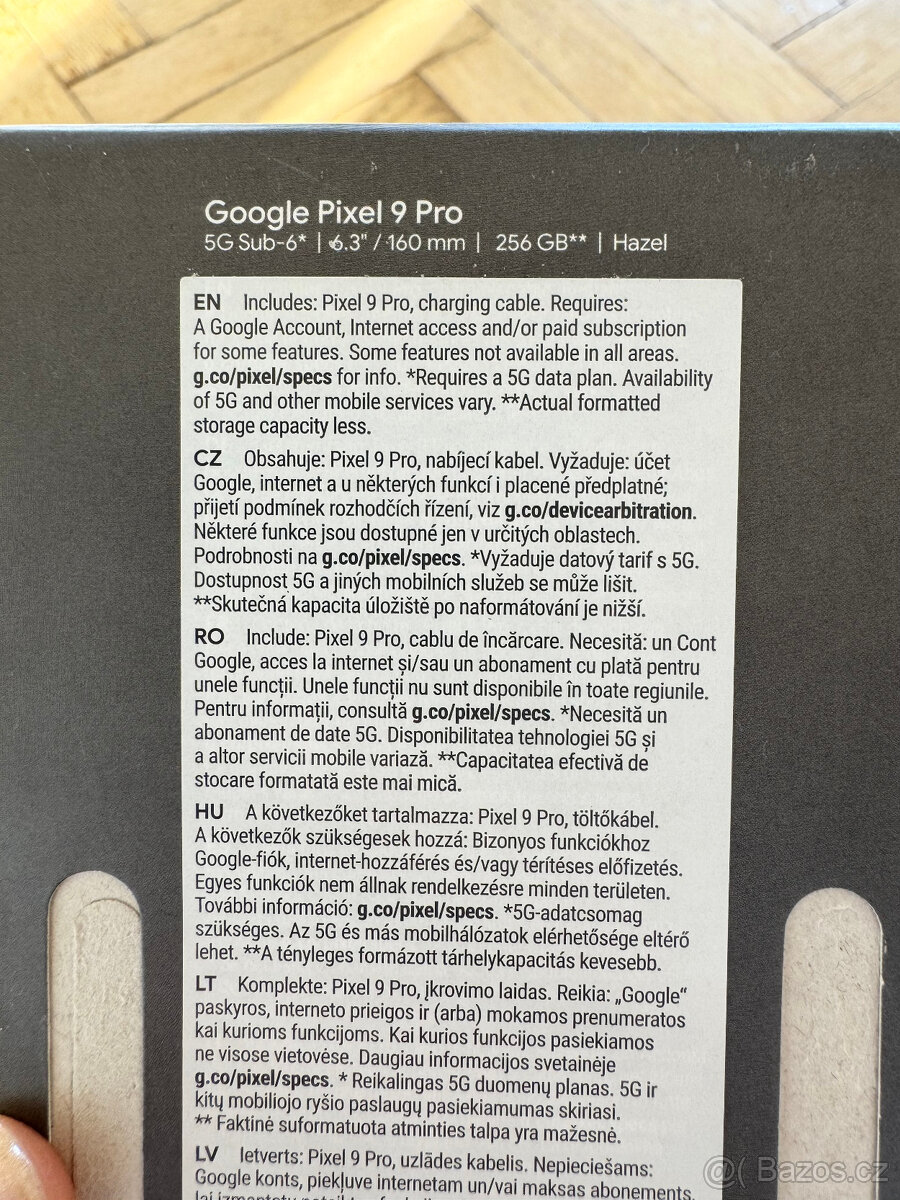 Google Pixel 9 Pro
5G Sub-6* | 6.3" / 160 mm | 256 GB** | Hazel
EN Includes: Pixel 9 Pro, charging cable. Requires:
A Google Account, Internet access and/or paid subscription
for some features. Some features not available in all areas.
g.co/pixel/specs for info. *Requires a 5G data plan. Availability
of 5G and other mobile services vary. **Actual formatted
storage capacity less.
CZ Obsahuje: Pixel 9 Pro, nabíjecí kabel. Vyžaduje: účet
Google, internet a u některých funkcí i placené předplatné;
přijetí podmínek rozhodčích řízení, viz g.co/devicearbitration.
Některé funkce jsou dostupné jen v určitých oblastech.
Podrobnosti na g.co/pixel/specs. *Vyžaduje datový tarif s 5G.
Dostupnost 5G a jiných mobilních služeb se může lišit.
**Skutečná kapacita úložiště po naformátování je nižší.
RO Include: Pixel 9 Pro, cablu de încărcare. Necesită: un Cont
Google, acces la internet și/sau un abonament cu plată pentru
unele funcții. Unele funcții nu sunt disponibile în toate regiunile.
Pentru informații, consultă g.co/pixel/specs. *Necesită un
abonament de date 5G. Disponibilitatea tehnologiei 5G și
a altor servicii mobile variază. **Capacitatea efectivă de
stocare formatată este mai mică.
HU A következőket tartalmazza: Pixel 9 Pro, töltőkábel.
A következők szükségesek hozzá: Bizonyos funkciókhoz
Google-fiók, internet-hozzáférés és/vagy térítéses előfizetés.
Egyes funkciók nem állnak rendelkezésre minden területen.
További információ: g.co/pixel/specs. *5G-adatcsomag
szükséges. Az 5G és más mobilhálózatok elérhetősége eltérő
lehet. **A tényleges formázott tárhelykapacitás kevesebb.
LT Komplekte: Pixel 9 Pro, įkrovimo laidas. Reikia: „Google“
paskyros, interneto prieigos ir (arba) mokamos prenumeratos
kai kurioms funkcijoms. Kai kurios funkcijos pasiekiamos
ne visose vietovėse. Daugiau informacijos svetainėje
g.co/pixel/specs. * Reikalingas 5G duomenų planas. 5G ir
kitų mobiliojo ryšio paslaugų pasiekiamumas skiriasi.
** Faktinė suformatuota atminties talpa yra mažesnė.
LV Ietverts: Pixel 9 Pro, uzlādes kabelis. Nepieciešams:
Google konts, piekļuve internetam un/vai maksas abonements,
@( Bazos.cz